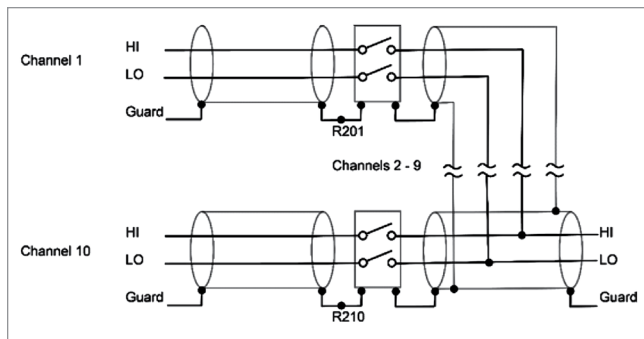 HI
Channel 1
LO
Guard
R201
Channels 2 - 9
HI
HI
Channel 10
LO
LO
Guard
Guard
R210